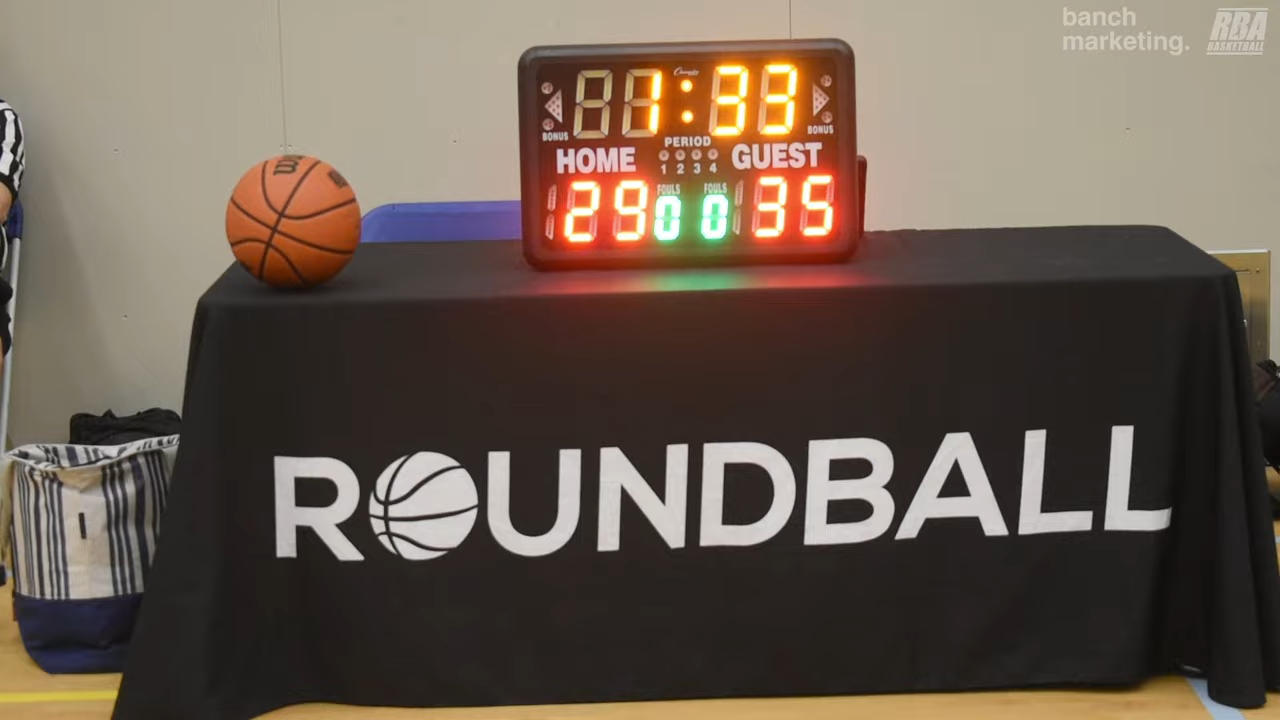 banch
marketing.
RBA
BASKETBALL
1:33
BONUS
BONUS
PERIOD
HOME
GUEST
1 2 3 4
FOULS
FOULS
29
0
0
35
ROUNDBALL